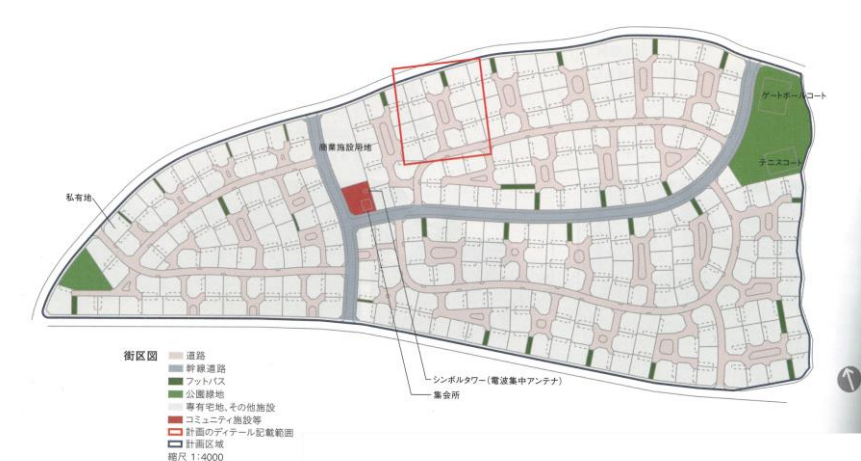 ゲートボールコート
商業施設用地
テニスコート
私有地
街区図
道路
幹線道路
フットパス
公園緑地
専有宅地、その他施設
コミュニティ施設等
計画のディテール記載範囲
計画区域
縮尺 1:4000
シンボルタワー(電波集中アンテナ)
集会所